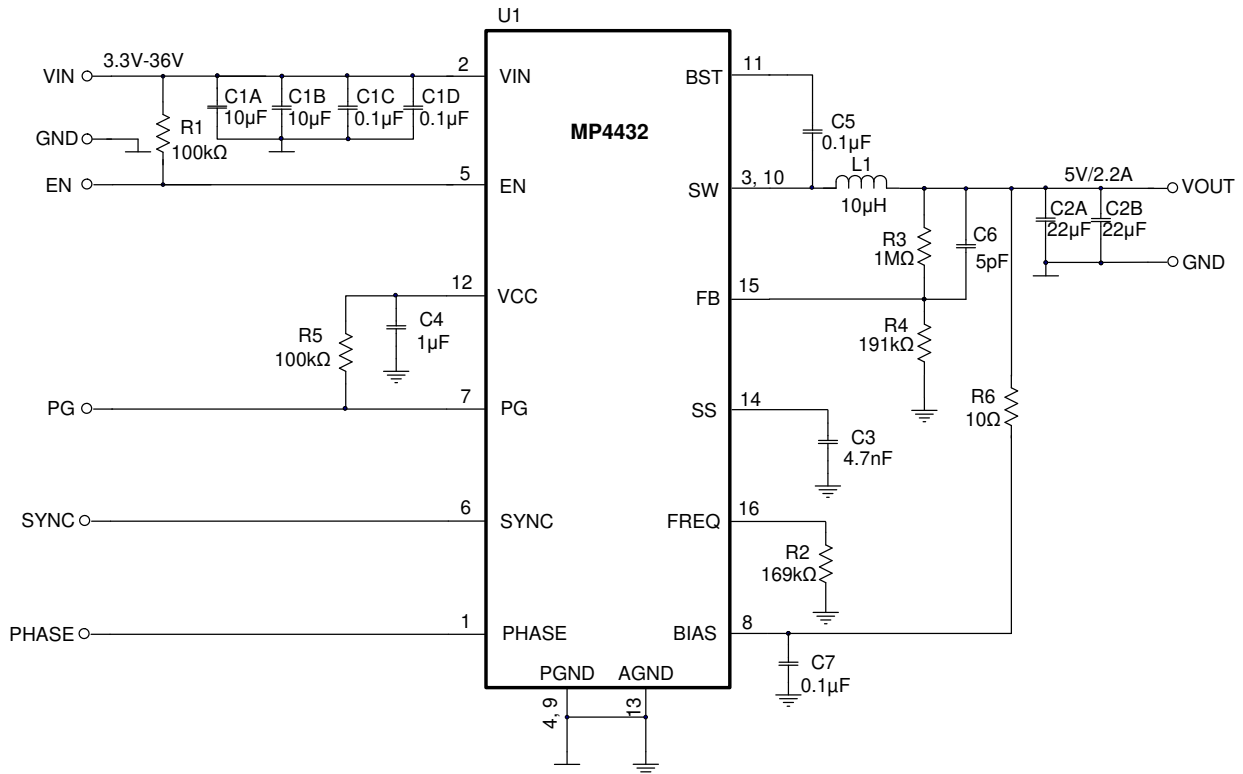 U1
MP4432
3.3V-36V
VIN
2
VIN
C1A
10µF
C1B
10µF
C1C
0.1µF
C1D
0.1µF
R1
100kΩ
GND
EN
5
EN
12
VCC
C4
1µF
R5
100kΩ
PG
7
PG
SYNC
6
SYNC
PHASE
1
PHASE
PGND
AGND
4, 9
13
BST
11
C5
0.1µF
SW
3, 10
L1
10µH
5V/2.2A
VOUT
C2A
22µF
C2B
22µF
GND
R3
1MΩ
C6
5pF
FB
15
R4
191kΩ
R6
10Ω
SS
14
C3
4.7nF
FREQ
16
R2
169kΩ
BIAS
8
C7
0.1µF